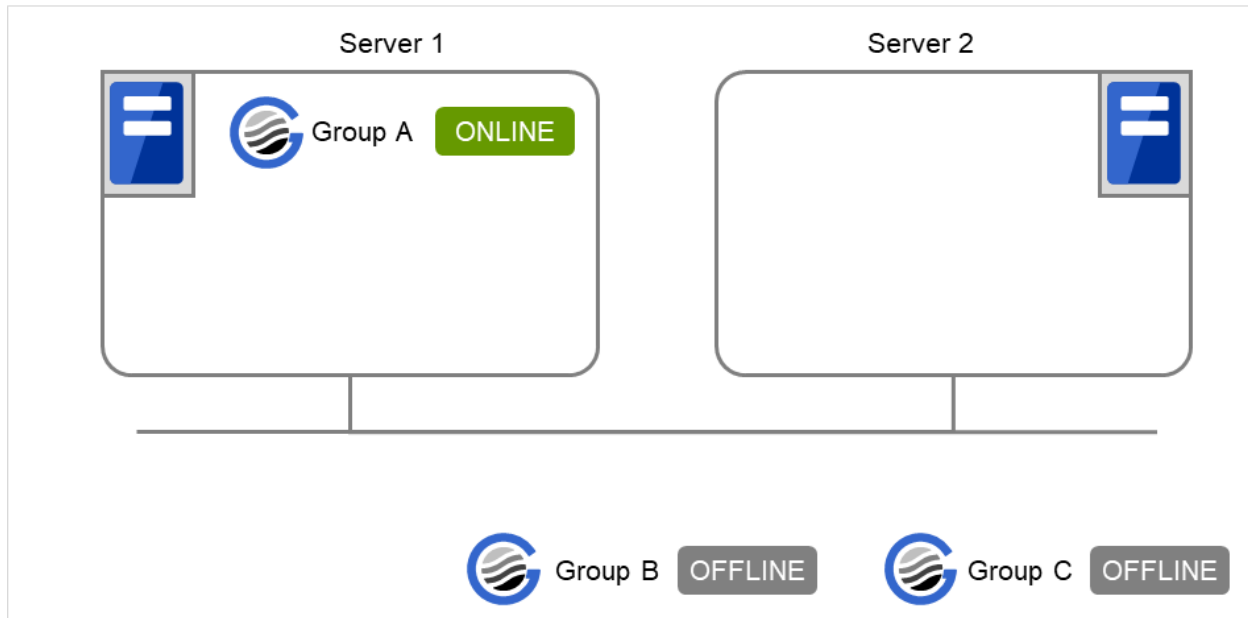 Server 1
Server 2
Group A ONLINE
Group B OFFLINE
Group C OFFLINE